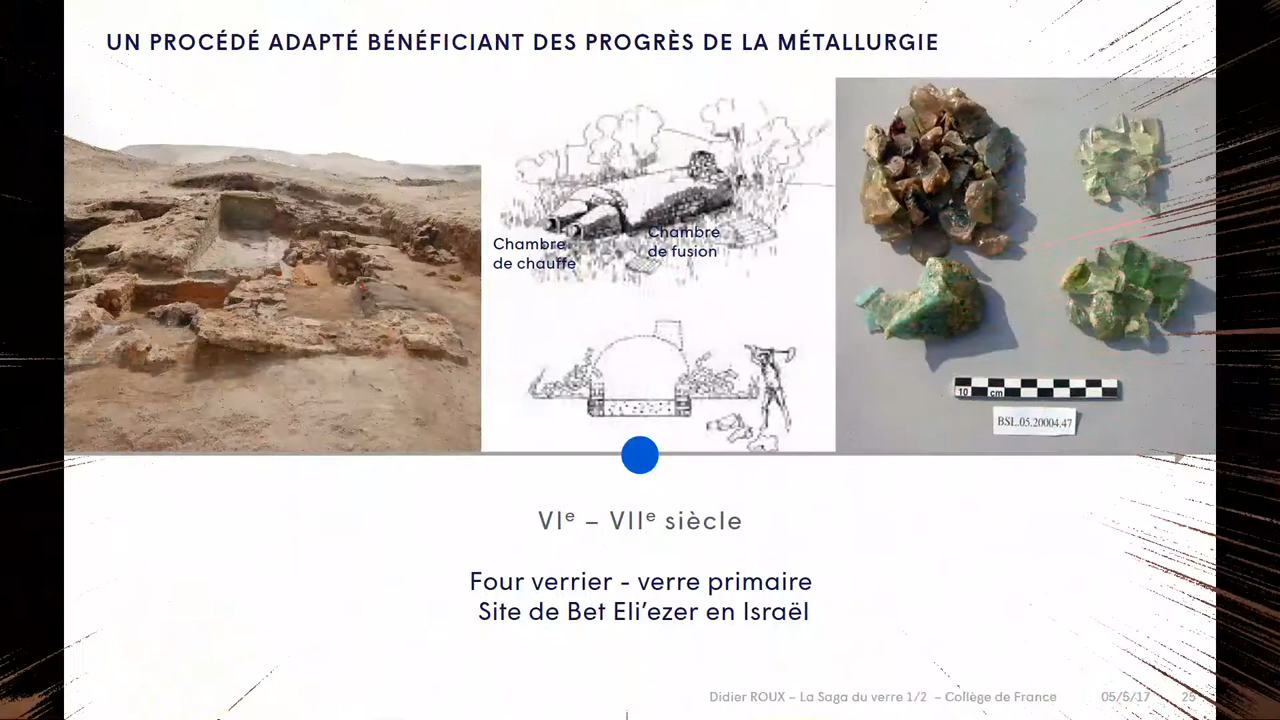 UN PROCÉDÉ ADAPTÉ BÉNÉFICIANT DES PROGRÈS DE LA MÉTALLURGIE
Chambre
de chauffe
Chambre
de fusion
10 cm
BSL.05.20004.47
VIᵉ – VIIᵉ siècle
Four verrier - verre primaire
Site de Bet Eli’ezer en Israël
Didier ROUX – La Saga du verre 1/2 – Collège de France 05/5/17 25